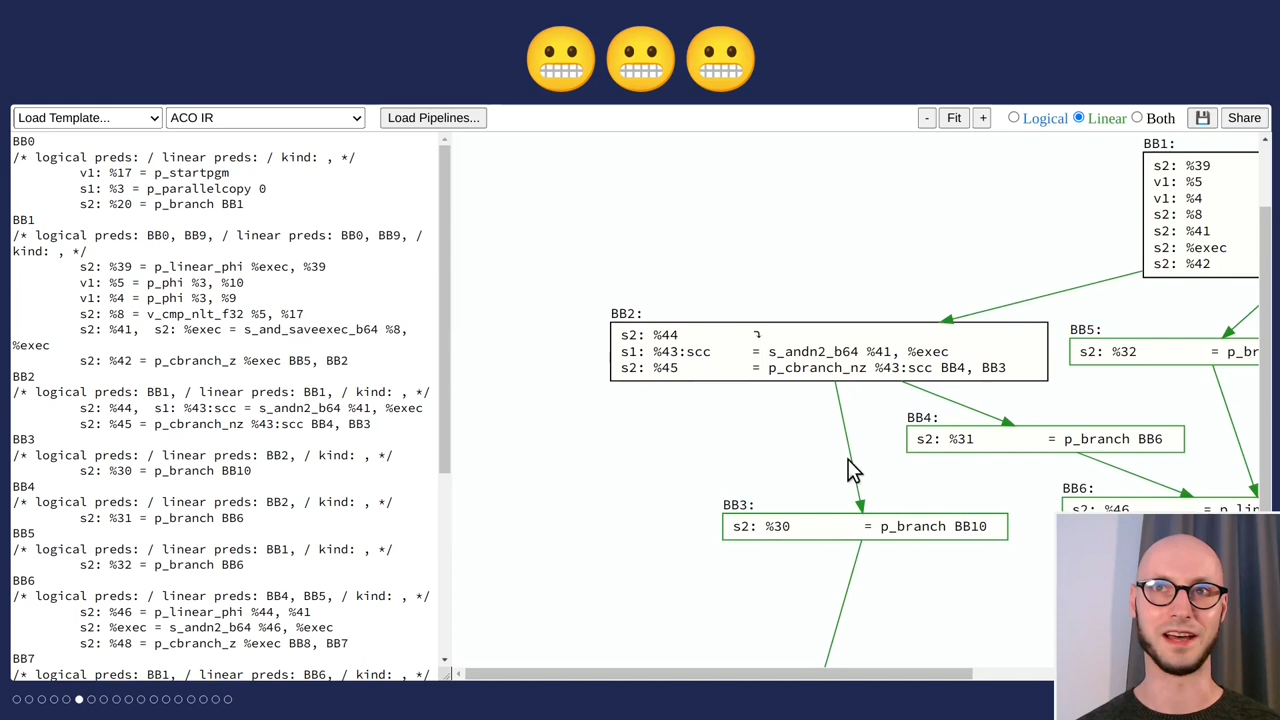 Load Template...
ACO IR
Load Pipelines...
-
Fit
+
Logical
Linear
Both
💾
Share
BB0
/* logical preds: / linear preds: / kind: , */
v1: %17 = p_startpgm
s1: %3 = p_parallelcopy 0
s2: %20 = p_branch BB1
BB1
/* logical preds: BB0, BB9, / linear preds: BB0, BB9, /
kind: , */
s2: %39 = p_linear_phi %exec, %39
v1: %5 = p_phi %3, %10
v1: %4 = p_phi %3, %9
s2: %8 = v_cmp_nlt_f32 %5, %17
s2: %41,  s2: %exec = s_and_saveexec_b64 %8,
%exec
s2: %42 = p_cbranch_z %exec BB5, BB2
BB2
/* logical preds: BB1, / linear preds: BB1, / kind: , */
s2: %44,  s1: %43:scc = s_andn2_b64 %41, %exec
s2: %45 = p_cbranch_nz %43:scc BB4, BB3
BB3
/* logical preds: / linear preds: BB2, / kind: , */
s2: %30 = p_branch BB10
BB4
/* logical preds: / linear preds: BB2, / kind: , */
s2: %31 = p_branch BB6
BB5
/* logical preds: / linear preds: BB1, / kind: , */
s2: %32 = p_branch BB6
BB6
/* logical preds: / linear preds: BB4, BB5, / kind: , */
s2: %46 = p_linear_phi %44, %41
s2: %exec = s_andn2_b64 %46, %exec
s2: %48 = p_cbranch_z %exec BB8, BB7
BB7
/* logical preds: BB1, / linear preds: BB6, / kind: , */
BB1:
s2: %39
v1: %5
v1: %4
s2: %8
s2: %41
s2: %exec
s2: %42
BB2:
s2: %44 ⤵
s1: %43:scc = s_andn2_b64 %41, %exec
s2: %45 = p_cbranch_nz %43:scc BB4, BB3
BB5:
s2: %32 = p_br
BB4:
s2: %31 = p_branch BB6
BB3:
s2: %30 = p_branch BB10
BB6:
s2: %46 = p_lin